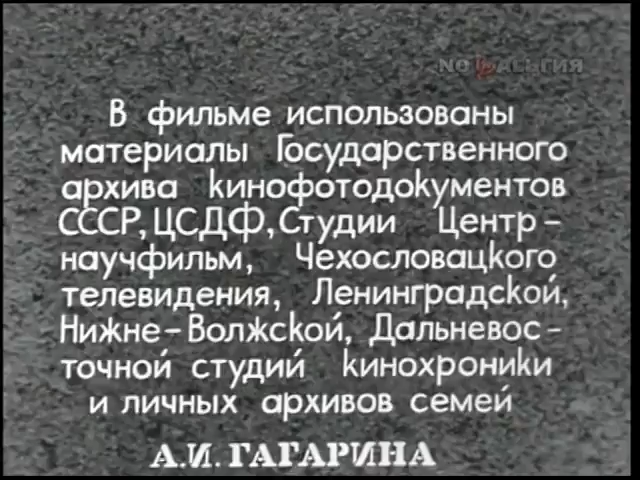 НОСТАЛЬГИЯ
В фильме использованы
материалы Государственного
архива кинофотодокументов
СССР, ЦСДФ, Студии Центр-
научфильм, Чехословацкого
телевидения, Ленинградской,
Нижне-Волжской, Дальневос-
точной студий кинохроники
и личных архивов семей
А.И. ГАГАРИНА